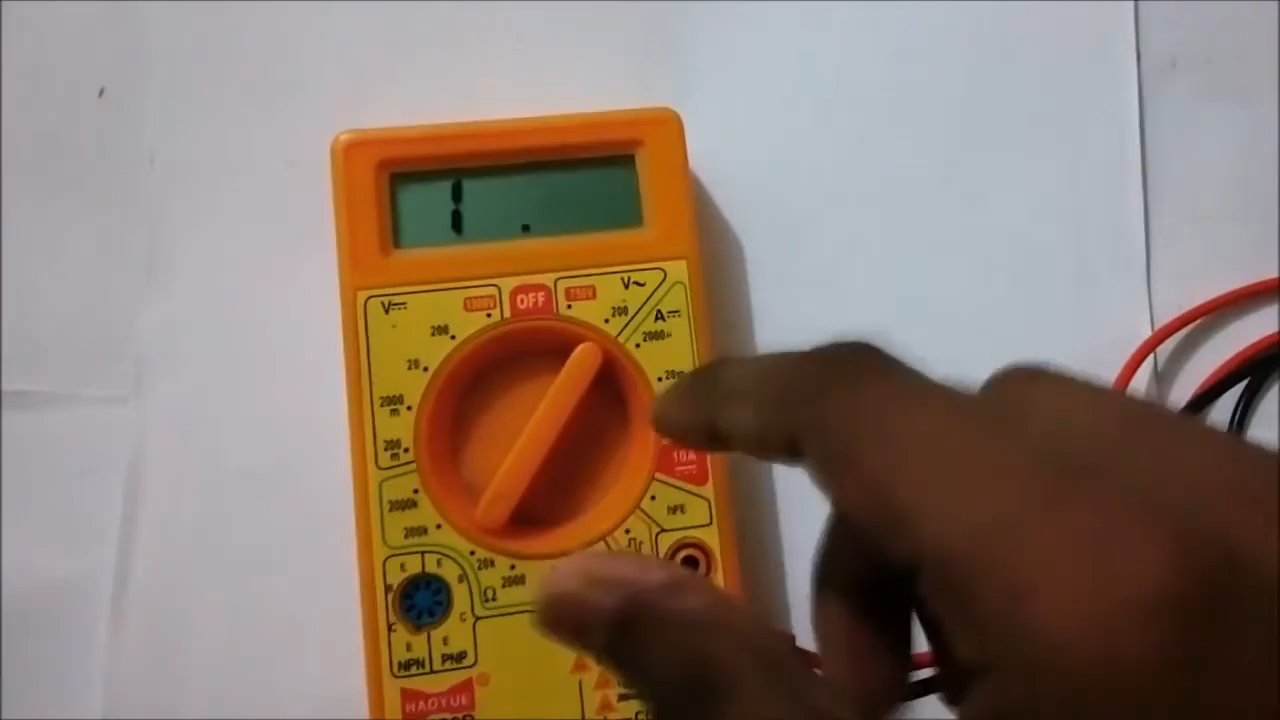 1 .
V⎓ 1000V OFF 750V V~
200 200 A⎓
20 2000µ
2000
m
20m
200
m
10A
2000k hFE
200k
20k
2000
Ω
E E
B
C C
E E
NPN PNP
HAOYUE